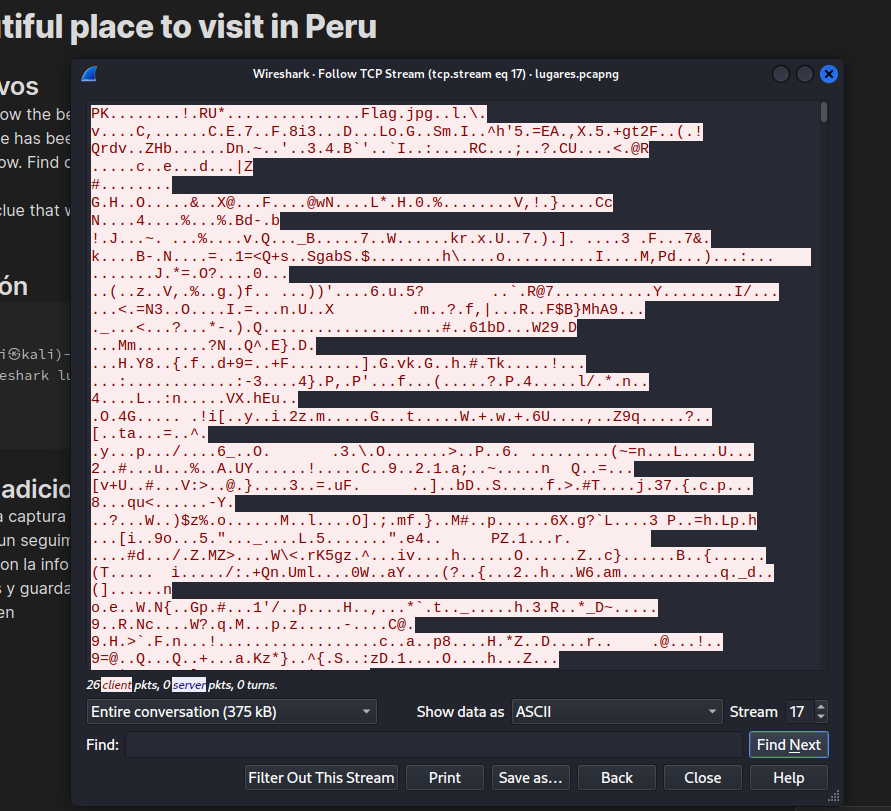 tiful place to visit in Peru
vos
ow the be
e has bee
ow. Find c
clue that w
ón
i㉿kali)-
eshark lu
adicio
a captura
un seguim
on la info
s y guarda
en
Wireshark · Follow TCP Stream (tcp.stream eq 17) · lugares.pcapng
PK........!.RU*...............Flag.jpg..l.\.
v....C,......C.E.7..F.8i3...D...Lo.G..Sm.I..^h'5.=EA.,X.5.+gt2F..(.!
Qrdv..ZHb......Dn.~..'..3.4.B`'..`I..:....RC...;..?.CU....<.@R
.....c..e...d...|Z
#........
G.H..O.....&..X@...F....@wN....L*.H.0.%........V,!.}....Cc
N....4....%...%.Bd-.b
!.J...~. ...%....v.Q..._B.....7..W......kr.x.U..7.).]. ....3 .F...7&.
k....B-.N....=..1=<Q+s..SgabS.$........h\....o..........I....M,Pd...)...:...
.......J.*=.O?....0...
..(..z..V,.%..g.)f.. ...))'....6.u.5? ..`.R@7...........Y........I/...
...<.=N3..O....I.=...n.U..X .m..?.f,|...R..F$B}MhA9...
._...<...?...*-.).Q....................#..61bD...W29.D
...Mm........?N..Q^.E}.D.
...H.Y8..{.f..d+9=..+F........].G.vk.G..h.#.Tk.....!...
...:............:-3....4}.P,.P'...f...(.....?.P.4.....l/.*.n..
4....L..:n.....VX.hEu..
.O.4G..... .!i[..y..i.2z.m.....G...t.....W.+.w.+.6U....,..Z9q.....?..
[..ta...=..^.
.y...p.../....6_..O. .3.\.O.......>..P..6. .........(~=n...L....U...
2..#...u...%..A.UY......!.....C..9..2.1.a;..~.....n Q..=...
[v+U..#...V:>..@.}....3..=.uF. ..]..bD..S.....f.>.#T....j.37.{.c.p...
8...qu<......-Y.
..?...W..)$z%.o......M..l....O].;.mf.}..M#..p......6X.g?`L....3 P..=h.Lp.h
...[i..9o...5."..._....L.5.......".e4.. PZ.1...r.
....#d.../.Z.MZ>....W\<.rK5gz.^...iv....h......O......Z..c}......B..{......
(T..... i...../:.+Qn.Uml....0W..aY....(?..{...2..h...W6.am...........q._d..
(]......n
o.e..W.N{..Gp.#...1'/..p....H..,...*`.t.._.....h.3.R..*_D~.....
9..R.Nc....W?.q.M...p.z.....-....C@.
9.H.>`.F.n...!..................c..a..p8....H.*Z..D....r.. .@...!..
9=@..Q...Q..+...a.Kz*}..^{.S..:zD.1....O....h...Z...
26 client pkts, 0 server pkts, 0 turns.
Entire conversation (375 kB)
Show data as
ASCII
Stream
17
Find:
Find Next
Filter Out This Stream
Print
Save as…
Back
Close
Help